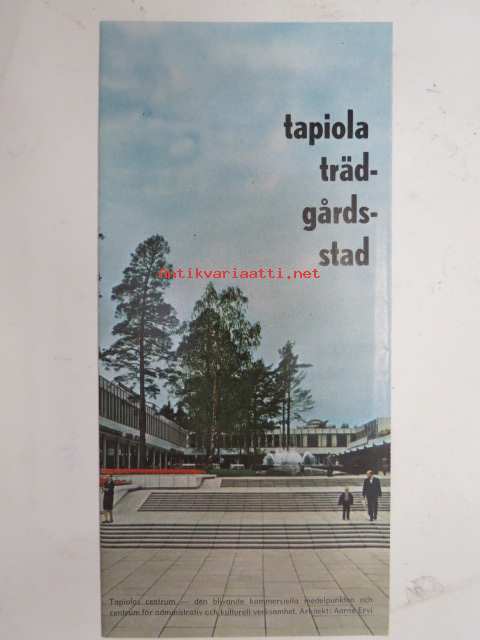 tapiola
träd-
gårds-
stad
antikvariaatti.net
Tapiolas centrum — den blivande kommersiella medelpunkten och
centrum för administrativ och kulturell verksamhet. Arkitekt: Aarne Ervi